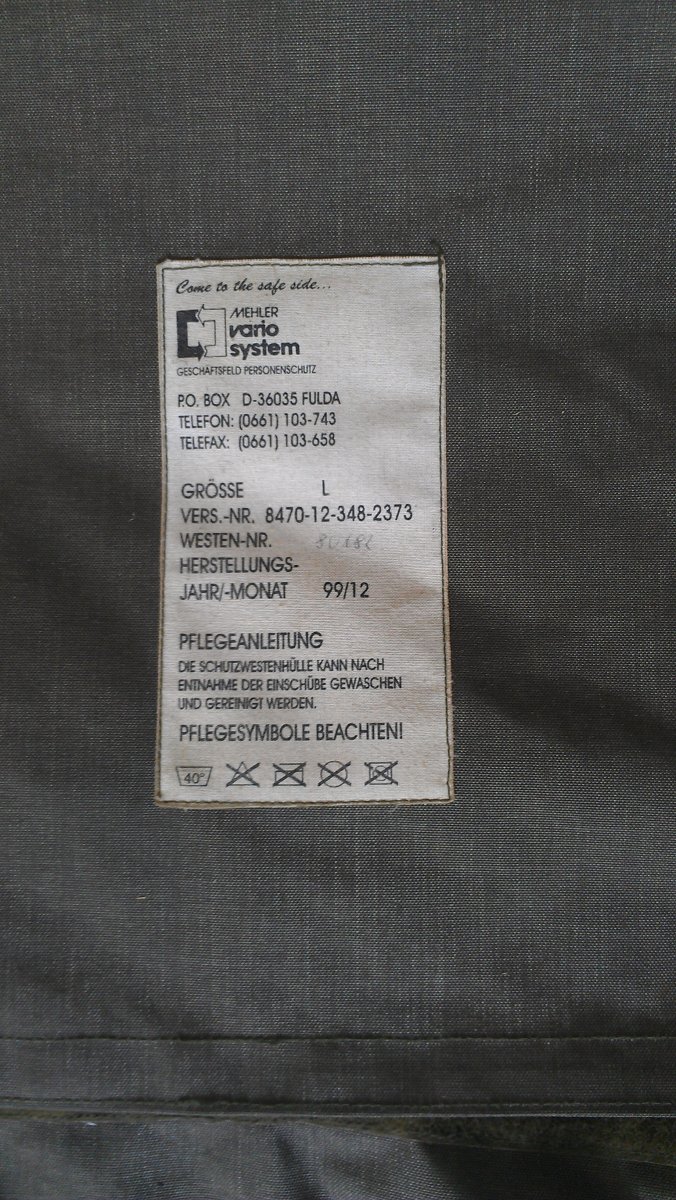 Come to the safe side...
MEHLER
vario
system
GESCHÄFTSFELD PERSONENSCHUTZ
P.O. BOX D-36035 FULDA
TELEFON: (0661) 103-743
TELEFAX: (0661) 103-658
GRÖSSE L
VERS.-NR. 8470-12-348-2373
WESTEN-NR.
HERSTELLUNGS-
JAHR/-MONAT 99/12
PFLEGEANLEITUNG
DIE SCHUTZWESTENHÜLLE KANN NACH
ENTNAHME DER EINSCHÜBE GEWASCHEN
UND GEREINIGT WERDEN.
PFLEGESYMBOLE BEACHTEN!
40°